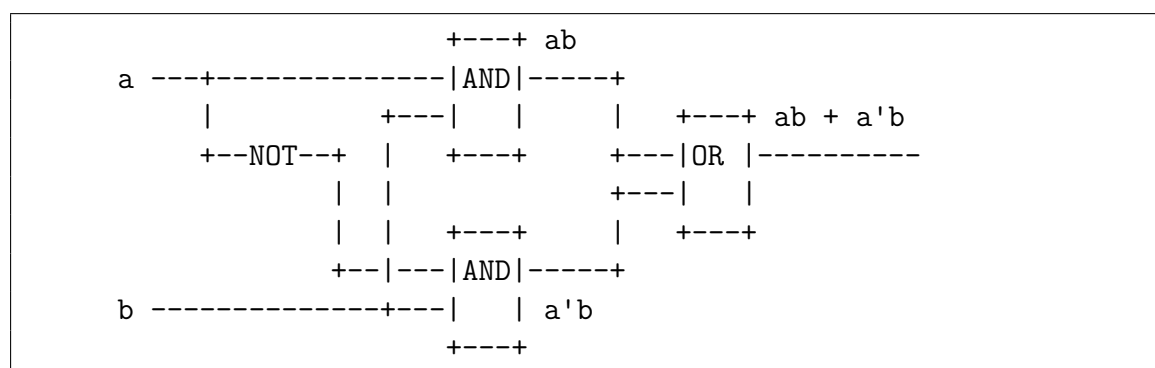 +---+ ab
a ---+--------------|AND|-----+
     |          +---|   |     |   +---+ ab + a'b
     +--NOT--+  |   +---+     +---|OR |----------
             |  |             +---|   |
             |  |   +---+     |   +---+
             +--|---|AND|-----+
b --------------+---|   | a'b
                    +---+